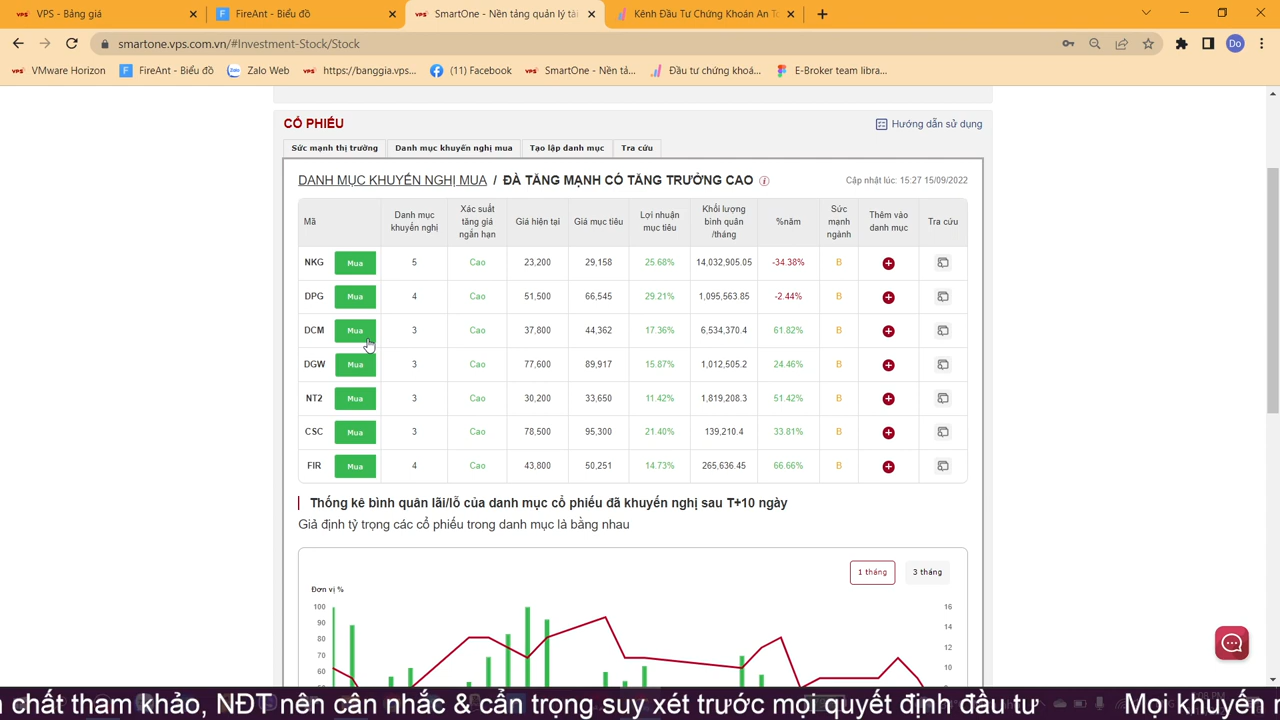 VPS - Bảng giá
FireAnt - Biểu đồ
SmartOne - Nền tảng quản lý tài
Kênh Đầu Tư Chứng Khoán An To
smartone.vps.com.vn/#Investment-Stock/Stock
Do
VMware Horizon
FireAnt - Biểu đồ
Zalo Web
https://banggia.vps...
(11) Facebook
SmartOne - Nền tả...
Đầu tư chứng khoá...
E-Broker team libra...
CỔ PHIẾU
Hướng dẫn sử dụng
Sức mạnh thị trường
Danh mục khuyến nghị mua
Tạo lập danh mục
Tra cứu
DANH MỤC KHUYẾN NGHỊ MUA / ĐÀ TĂNG MẠNH CÓ TĂNG TRƯỞNG CAO
Cập nhật lúc: 15:27 15/09/2022
Mã
Danh mục khuyến nghị
Xác suất tăng giá ngắn hạn
Giá hiện tại
Giá mục tiêu
Lợi nhuận mục tiêu
Khối lượng bình quân /tháng
%năm
Sức mạnh ngành
Thêm vào danh mục
Tra cứu
NKG Mua 5 Cao 23,200 29,158 25.68% 14,032,905.05 -34.38% B
DPG Mua 4 Cao 51,500 66,545 29.21% 1,095,563.85 -2.44% B
DCM Mua 3 Cao 37,800 44,362 17.36% 6,534,370.4 61.82% B
DGW Mua 3 Cao 77,600 89,917 15.87% 1,012,505.2 24.46% B
NT2 Mua 3 Cao 30,200 33,650 11.42% 1,819,208.3 51.42% B
CSC Mua 3 Cao 78,500 95,300 21.40% 139,210.4 33.81% B
FIR Mua 4 Cao 43,800 50,251 14.73% 265,636.45 66.66% B
Thống kê bình quân lãi/lỗ của danh mục cổ phiếu đã khuyến nghị sau T+10 ngày
Giả định tỷ trọng các cổ phiếu trong danh mục là bằng nhau
1 tháng
3 tháng
Đơn vị %
100
90
80
70
60
16
14
12
10
chất tham khảo, NĐT nên cân nhắc & cẩn trọng suy xét trước mọi quyết định đầu tư
Mọi khuyến n